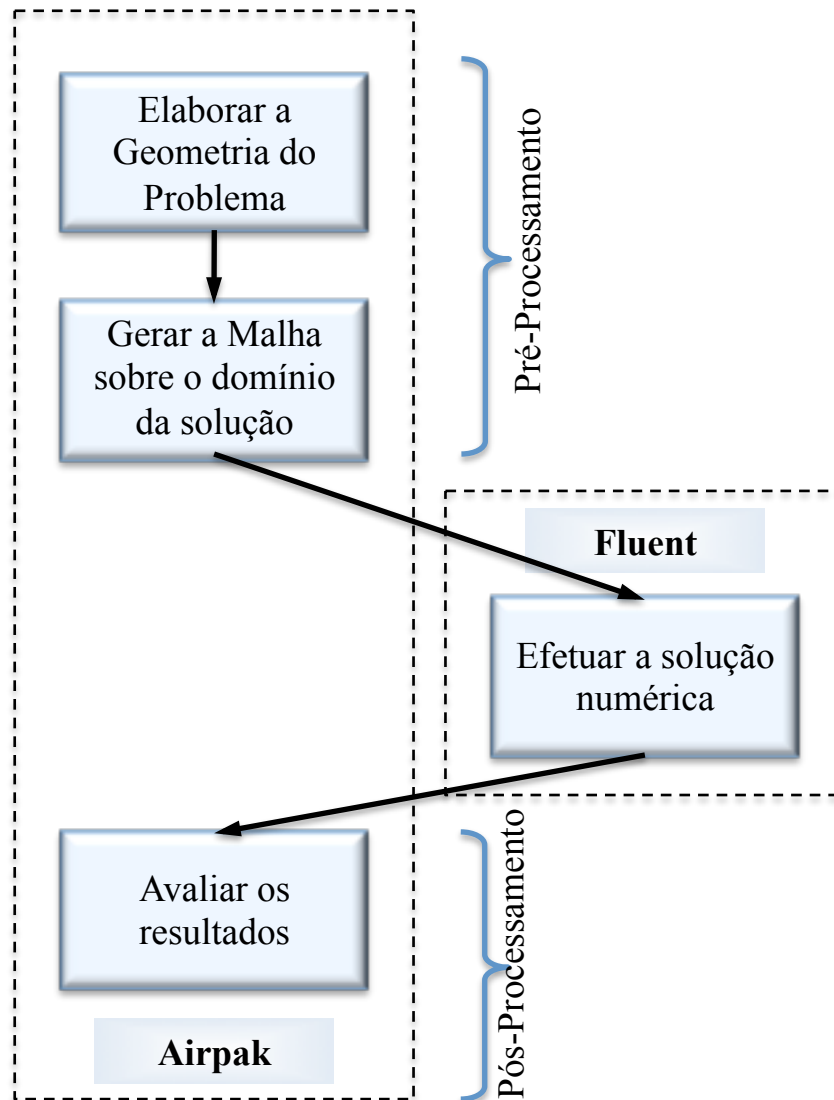 Elaborar a
Geometria do
Problema
Pré-Processamento
Gerar a Malha
sobre o domínio
da solução
Fluent
Efetuar a solução
numérica
Avaliar os
resultados
Pós-Processamento
Airpak